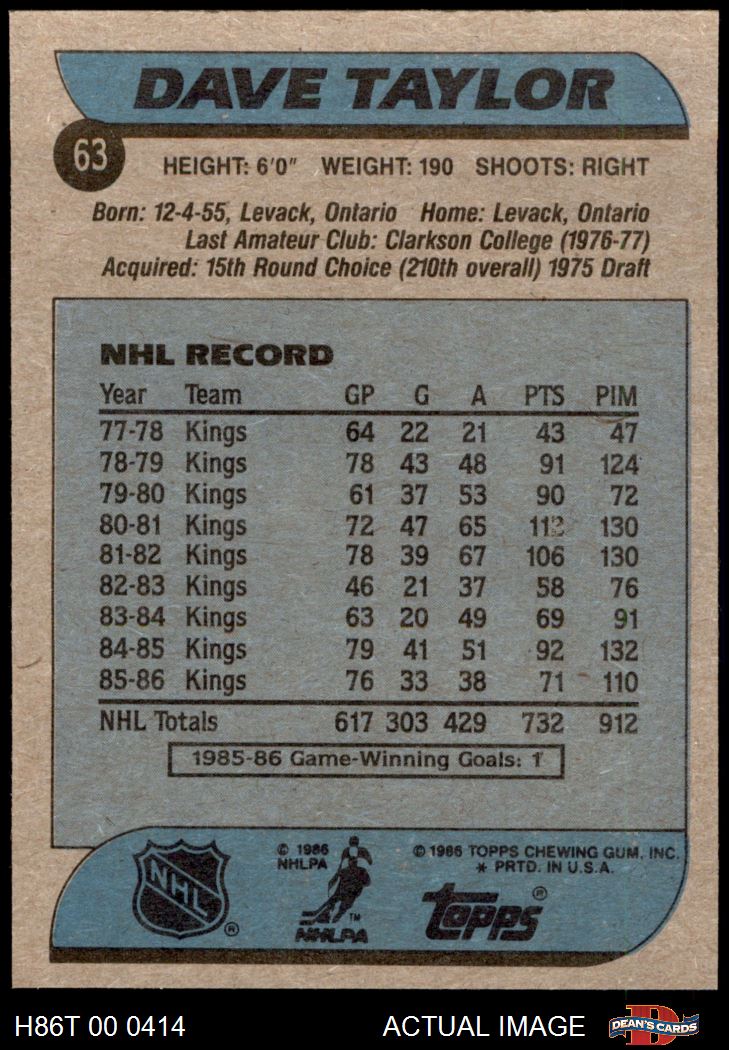 DAVE TAYLOR
63
HEIGHT: 6'0" WEIGHT: 190 SHOOTS: RIGHT
Born: 12-4-55, Levack, Ontario Home: Levack, Ontario
Last Amateur Club: Clarkson College (1976-77)
Acquired: 15th Round Choice (210th overall) 1975 Draft
NHL RECORD
Year Team GP G A PTS PIM
77-78 Kings 64 22 21 43 47
78-79 Kings 78 43 48 91 124
79-80 Kings 61 37 53 90 72
80-81 Kings 72 47 65 112 130
81-82 Kings 78 39 67 106 130
82-83 Kings 46 21 37 58 76
83-84 Kings 63 20 49 69 91
84-85 Kings 79 41 51 92 132
85-86 Kings 76 33 38 71 110
NHL Totals 617 303 429 732 912
1985-86 Game-Winning Goals: 1
NHL ®
© 1986
NHLPA
TM
NHLPA
© 1986 TOPPS CHEWING GUM, INC.
* PRTD. IN U.S.A.
topps ®
H86T 00 0414 ACTUAL IMAGE
D
DEAN'S CARDS